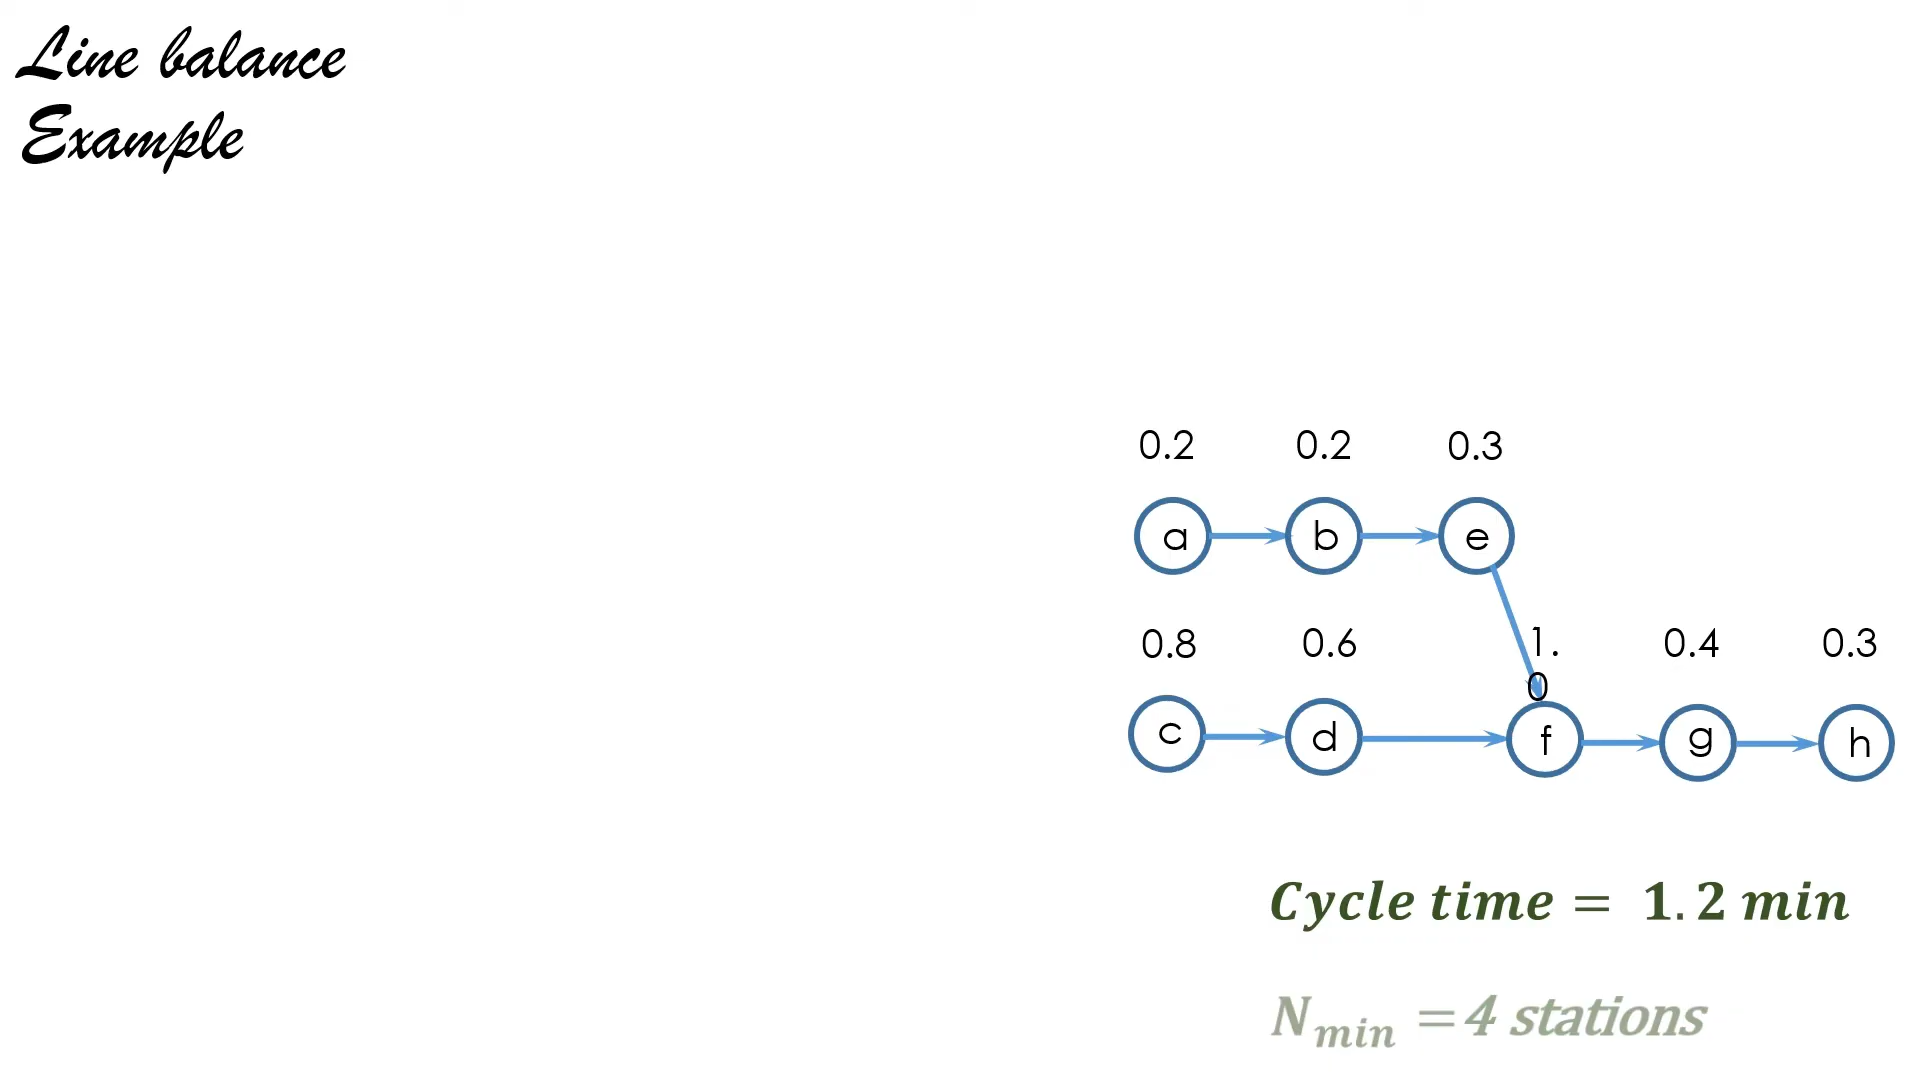 Line balance
Example
0.2 0.2 0.3
a b e
0.8 0.6 1.0 0.4 0.3
c d f g h
Cycle time = 1.2 min
N min = 4 stations